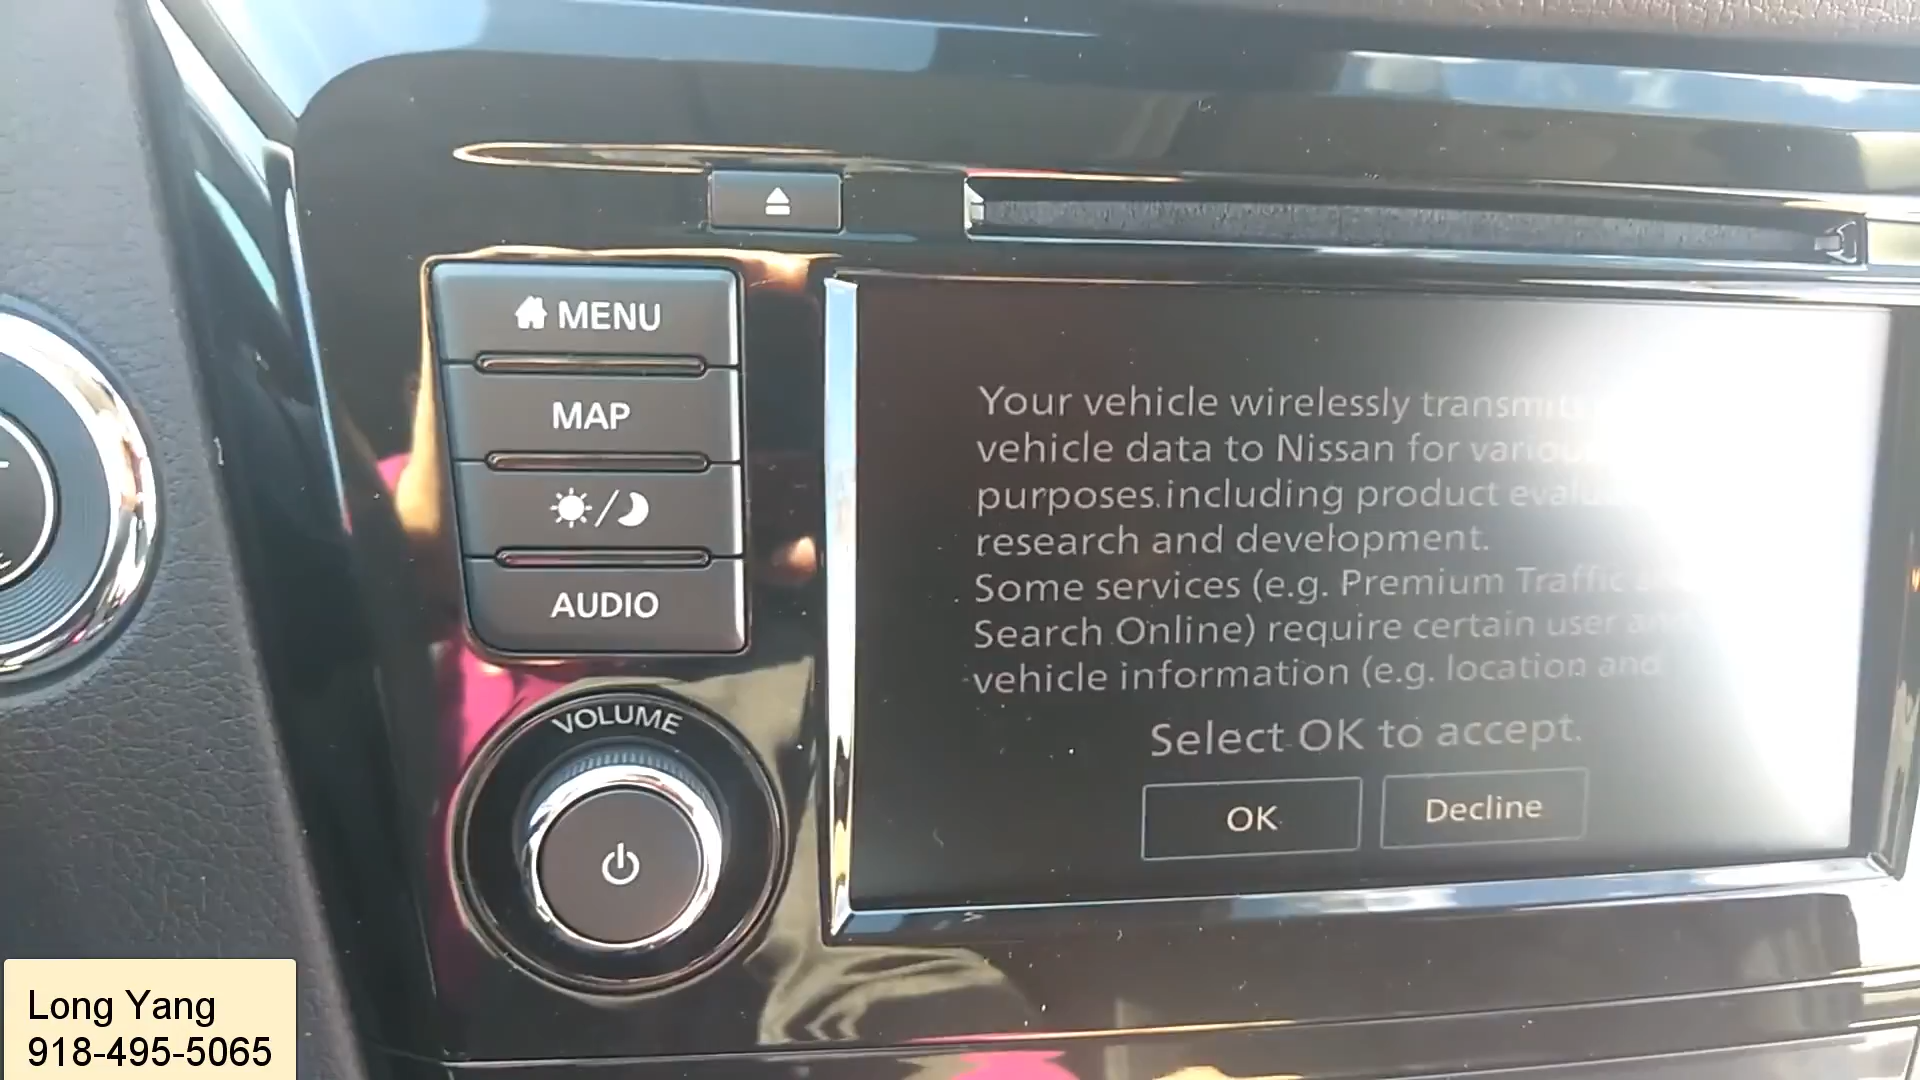 MENU
MAP
AUDIO
VOLUME
Your vehicle wirelessly transmits
vehicle data to Nissan for various
purposes including product
research and development.
Some services (e.g. Premium Traffic
Search Online) require certain user and
vehicle information (e.g. location and
Select OK to accept.
OK
Decline
Long Yang
918-495-5065